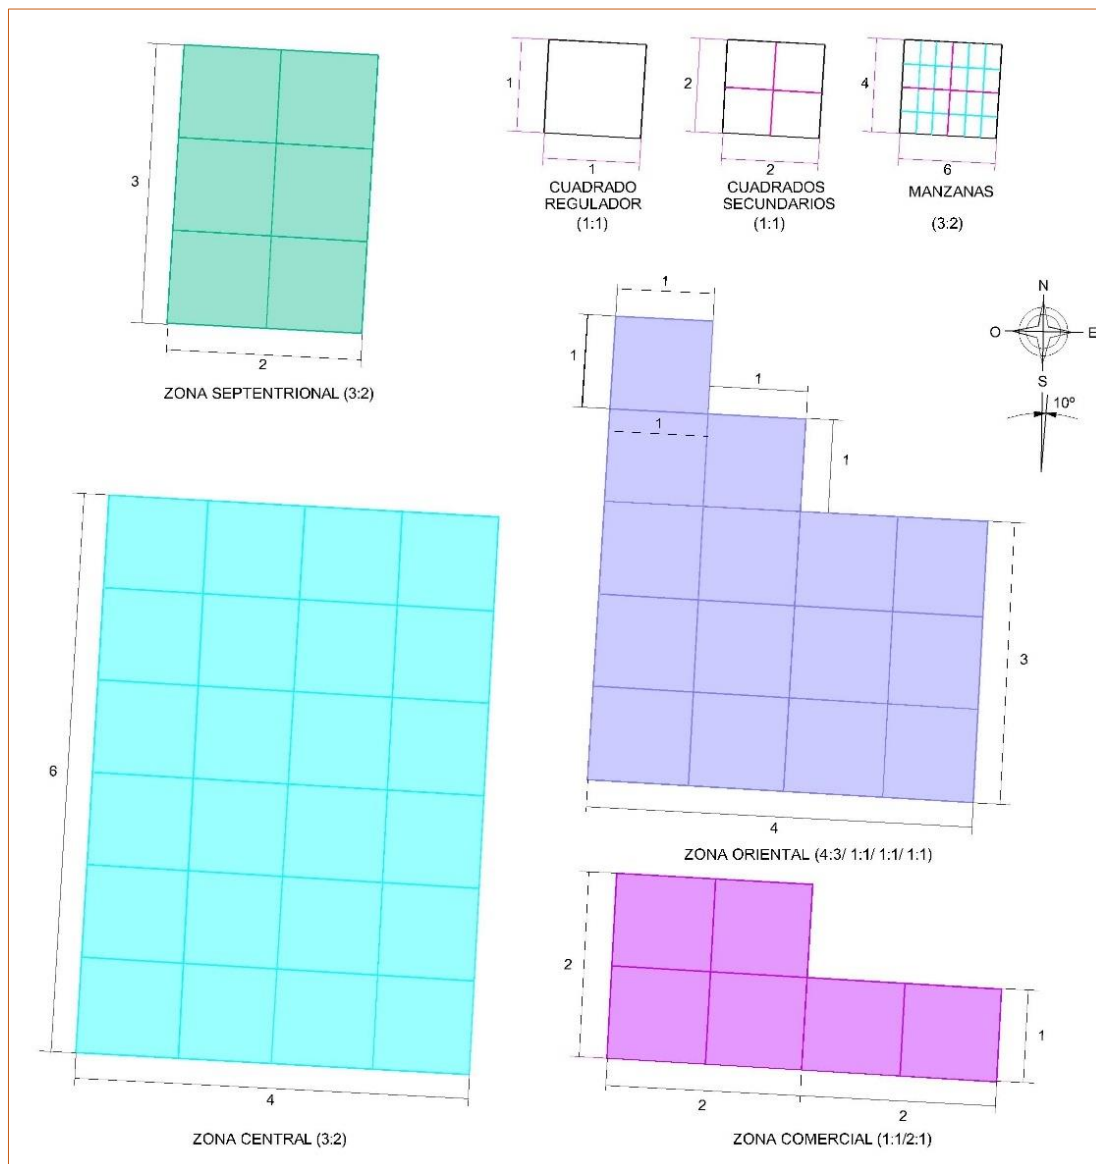 3
2
ZONA SEPTENTRIONAL (3:2)
1
1
CUADRADO
REGULADOR
(1:1)
2
2
CUADRADOS
SECUNDARIOS
(1:1)
4
6
MANZANAS
(3:2)
N
O
E
S
10º
1
1
1
1
1
3
4
ZONA ORIENTAL (4:3/ 1:1/ 1:1/ 1:1)
6
4
ZONA CENTRAL (3:2)
2
1
2
2
ZONA COMERCIAL (1:1/2:1)